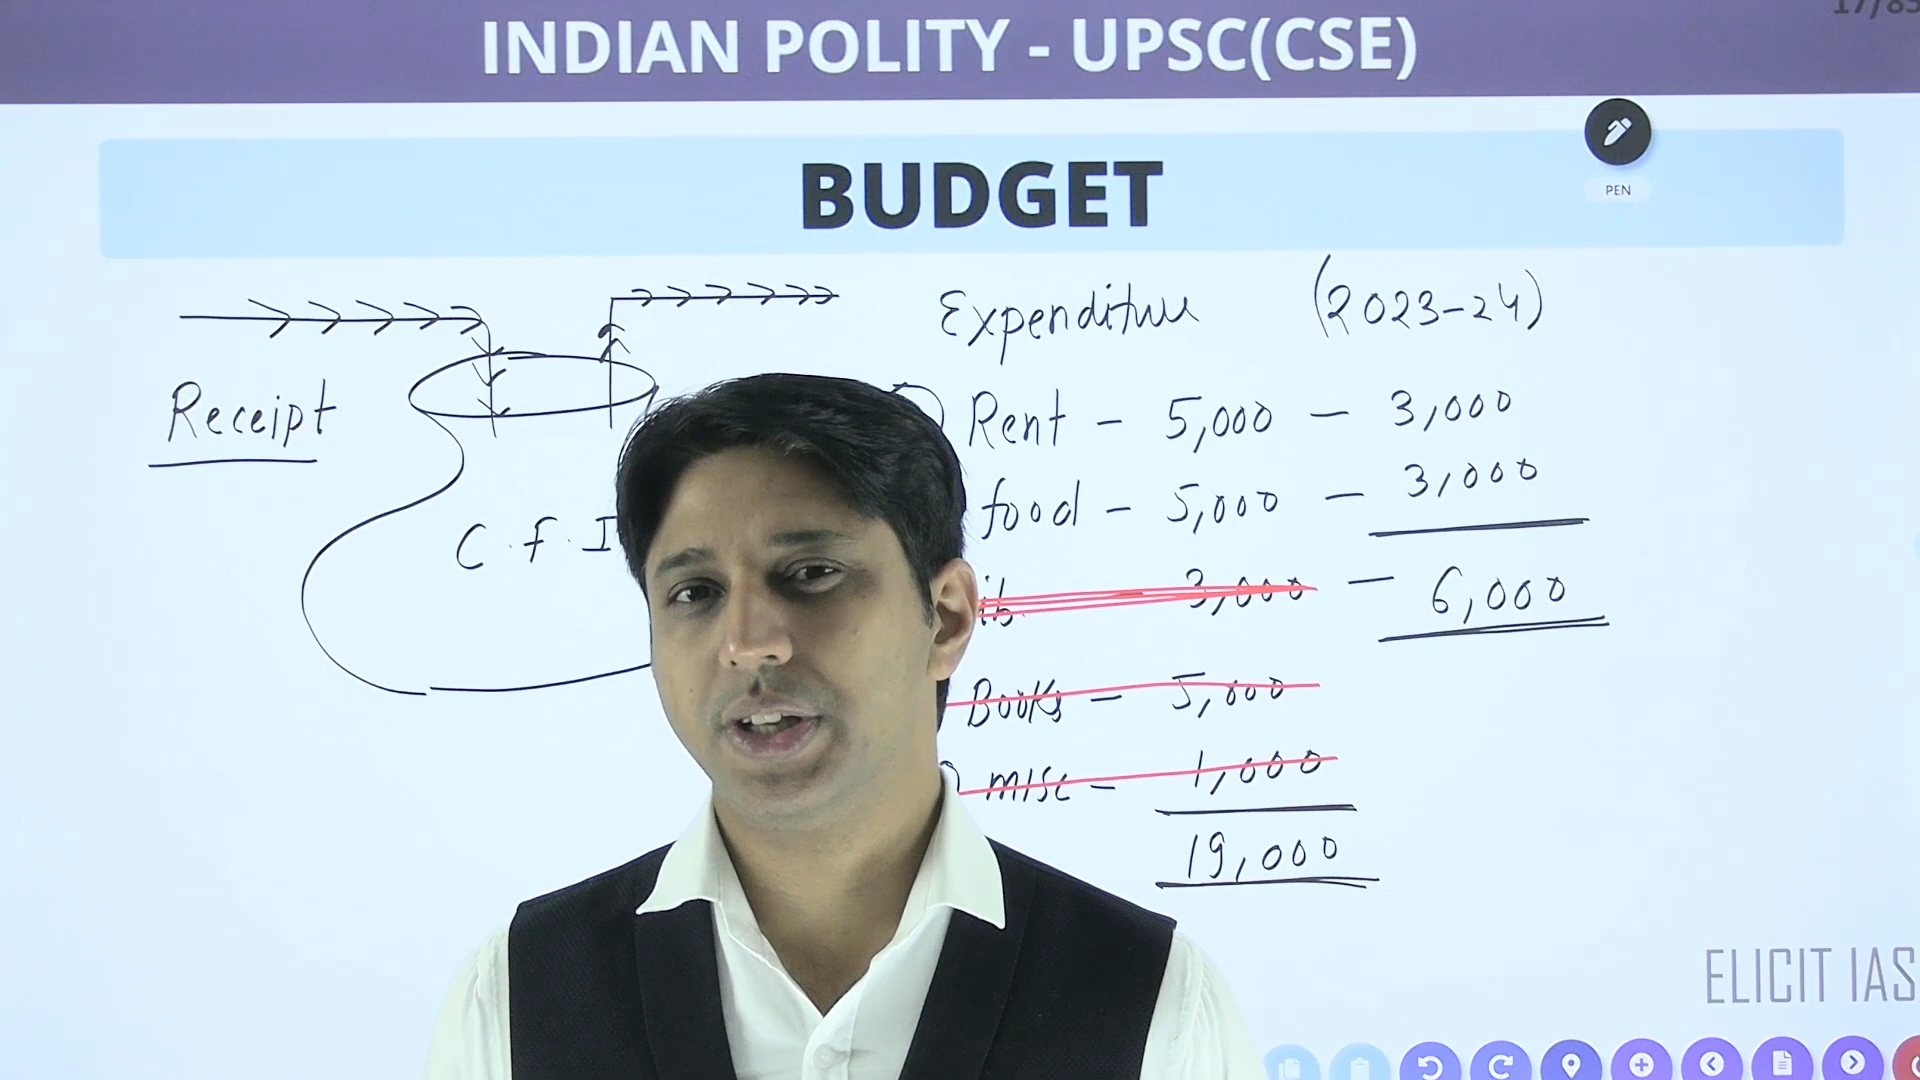 INDIAN POLITY - UPSC(CSE)
BUDGET
PEN
Expenditure (2023-24)
Receipt
Rent - 5,000 - 3,000
food - 5,000 - 3,000
C.f.I
ib. 3,000 - 6,000
Books - 5,000
misc - 1,000
19,000
ELICIT IAS